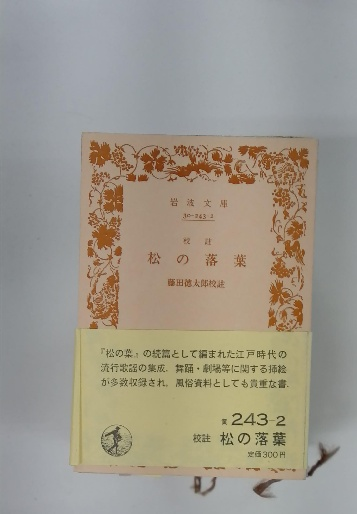 岩波文庫
30-243-2
校註
松の落葉
藤田徳太郎校註
『松の葉』の続篇として編まれた江戸時代の
流行歌謡の集成。舞踊・劇場等に関する挿絵
が多数収録され、風俗資料としても貴重な書。
黄243-2
校註 松の落葉
定価300円